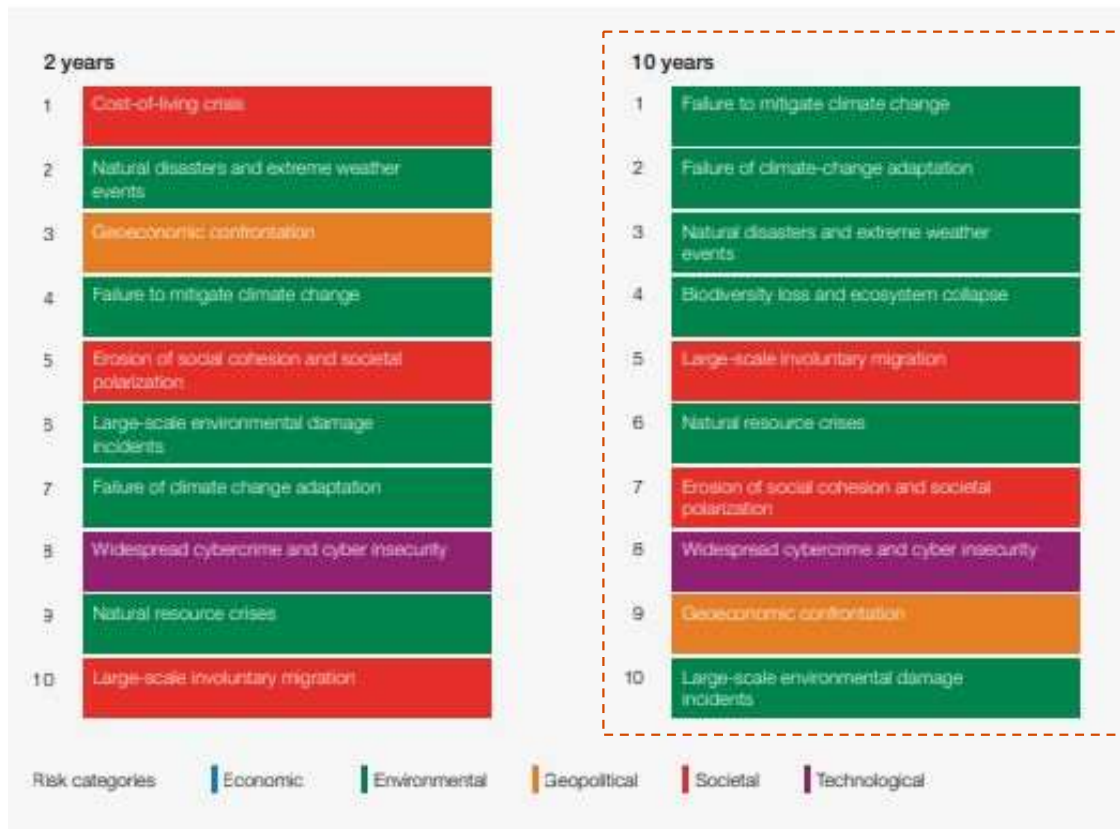 2 years
1 Cost-of-living crisis
2 Natural disasters and extreme weather
events
3 Geoeconomic confrontation
4 Failure to mitigate climate change
5 Erosion of social cohesion and societal
polarization
6 Large-scale environmental damage
incidents
7 Failure of climate change adaptation
8 Widespread cybercrime and cyber insecurity
9 Natural resource crises
10 Large-scale involuntary migration
10 years
1 Failure to mitigate climate change
2 Failure of climate-change adaptation
3 Natural disasters and extreme weather
events
4 Biodiversity loss and ecosystem collapse
5 Large-scale involuntary migration
6 Natural resource crises
7 Erosion of social cohesion and societal
polarization
8 Widespread cybercrime and cyber insecurity
9 Geoeconomic confrontation
10 Large-scale environmental damage
incidents
Risk categories Economic Environmental Geopolitical Societal Technological